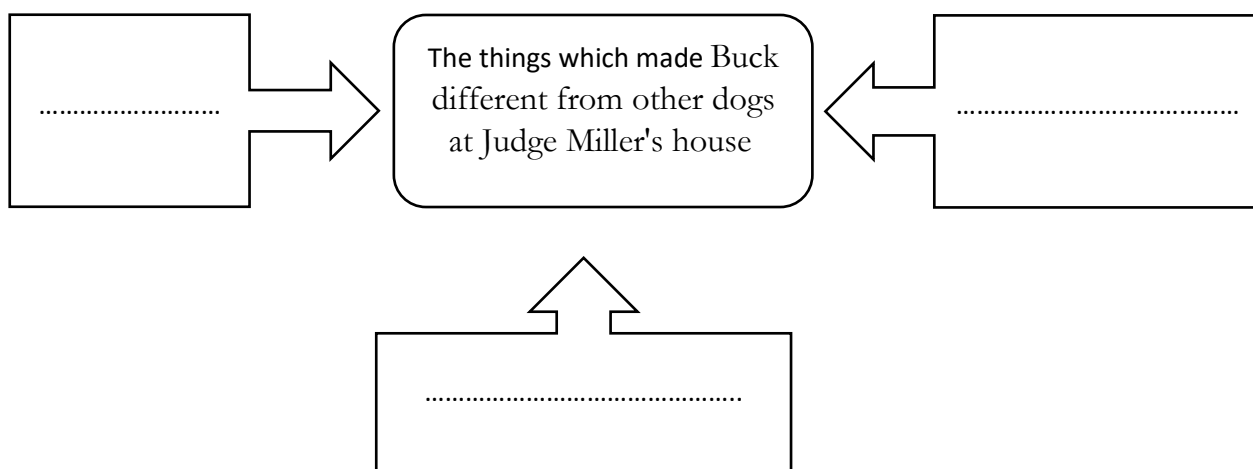 The things which made Buck
different from other dogs
at Judge Miller's house
………………………
……………………………………
………………………………………..